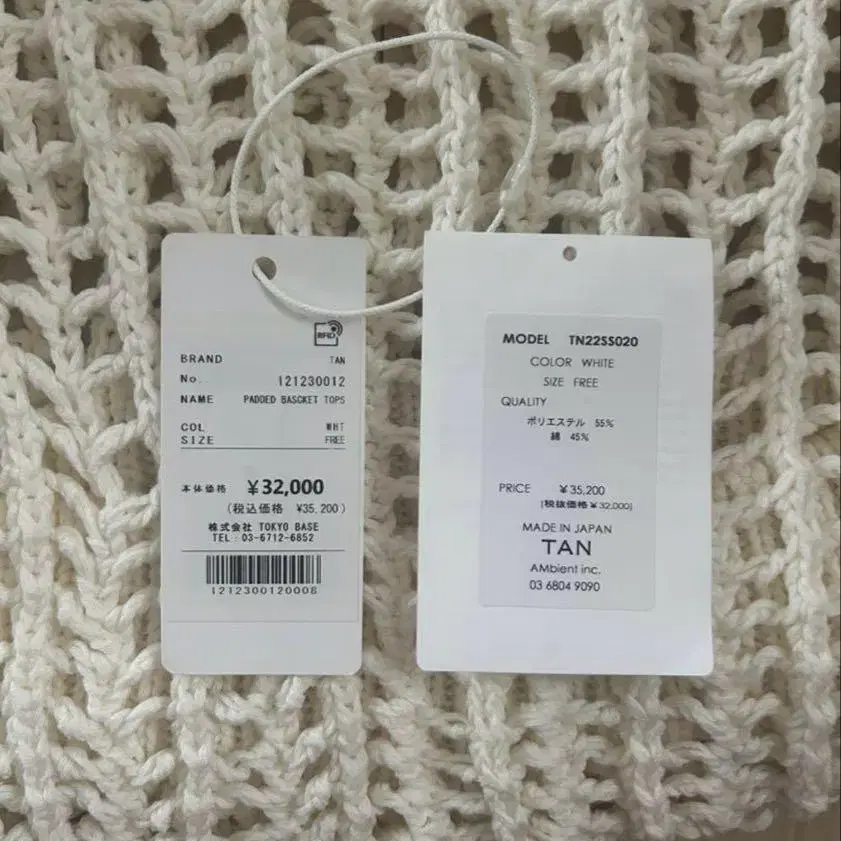 RFID
BRAND TAN
No. 121230012
NAME PADDED BASCKET TOPS
COL WHT
SIZE FREE
本体価格 ¥32,000
(税込価格 ¥35,200)
株式会社 TOKYO BASE
TEL:03-6712-6852
1212300120008
MODEL TN22SS020
COLOR WHITE
SIZE FREE
QUALITY
ポリエステル 55%
綿 45%
PRICE ¥35,200
(税抜価格¥32,000)
MADE IN JAPAN
TAN
AMbient inc.
03 6804 9090